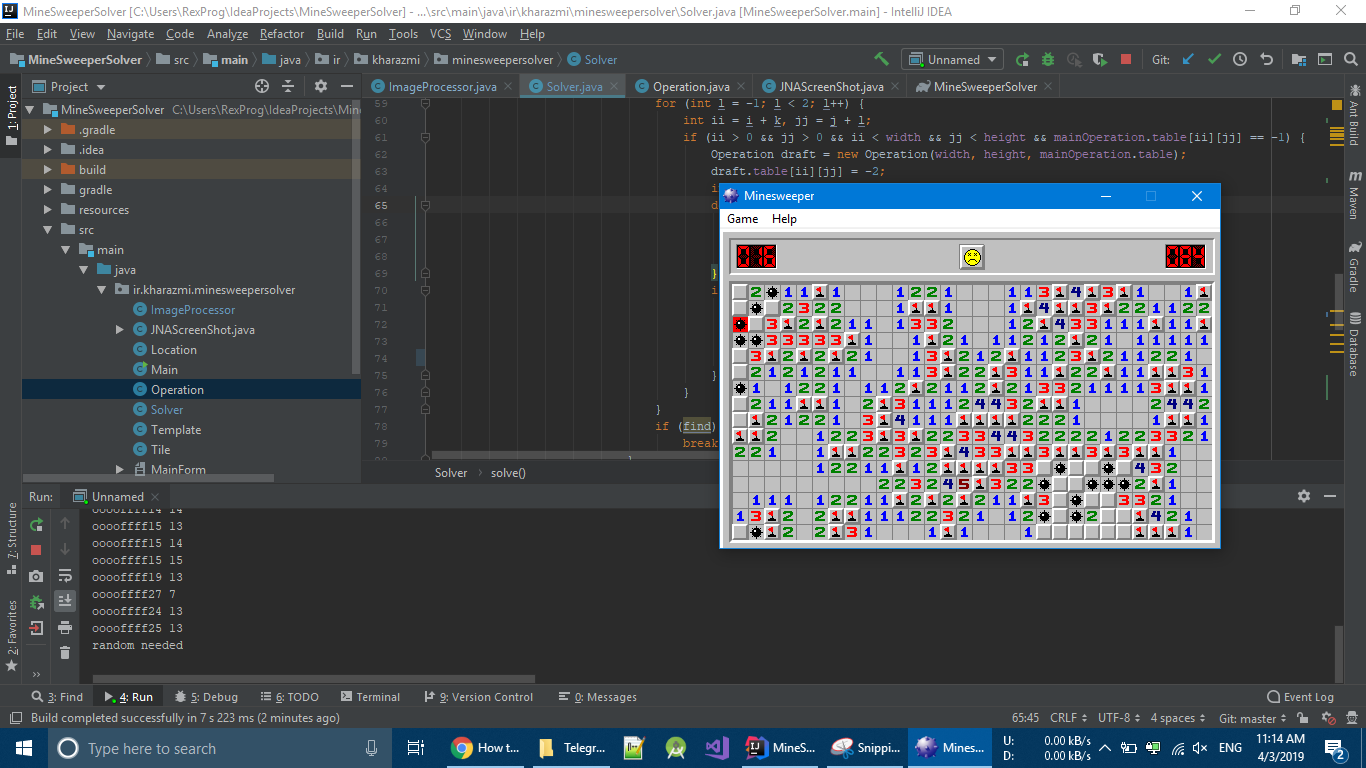 MineSweeperSolver [C:\Users\RexProg\IdeaProjects\MineSweeperSolver] - ...\src\main\java\ir\kharazmi\minesweepersolver\Solver.java [MineSweeperSolver.main] - IntelliJ IDEA
File Edit View Navigate Code Analyze Refactor Build Run Tools VCS Window Help
MineSweeperSolver src main java ir kharazmi minesweepersolver Solver Unnamed Git:
Project ImageProcessor.java Solver.java Operation.java JNAScreenShot.java MineSweeperSolver
1: Project
7: Structure
2: Favorites
Ant Build
Maven
Gradle
Database
MineSweeperSolver C:\Users\RexProg\IdeaProjects\Min
.gradle
.idea
build
gradle
resources
src
main
java
ir.kharazmi.minesweepersolver
ImageProcessor
JNAScreenShot.java
Location
Main
Operation
Solver
Template
Tile
MainForm
59 for (int l = -1; l < 2; l++) {
60 int ii = i + k, jj = j + l;
61 if (ii > 0 && jj > 0 && ii < width && jj < height && mainOperation.table[ii][jj] == -1) {
62 Operation draft = new Operation(width, height, mainOperation.table);
63 draft.table[ii][jj] = -2;
64 i
65 d
66
67
68
69 }
70 i
71
72
73
74
75 }
76 }
77 }
78 if (find)
79 break
Solver solve()
Minesweeper
Game Help
016 084
Run: Unnamed
ooooffff14 14
ooooffff15 13
ooooffff15 14
ooooffff15 15
ooooffff19 13
ooooffff27 7
ooooffff24 13
ooooffff25 13
random needed
3: Find 4: Run 5: Debug 6: TODO Terminal 9: Version Control 0: Messages Event Log
Build completed successfully in 7 s 223 ms (2 minutes ago) 65:45 CRLF UTF-8 4 spaces Git: master
Type here to search How t... Telegr... MineS... Snippi... Mines... U: 0.00 kB/s ENG 11:14 AM
D: 0.00 kB/s 4/3/2019 2